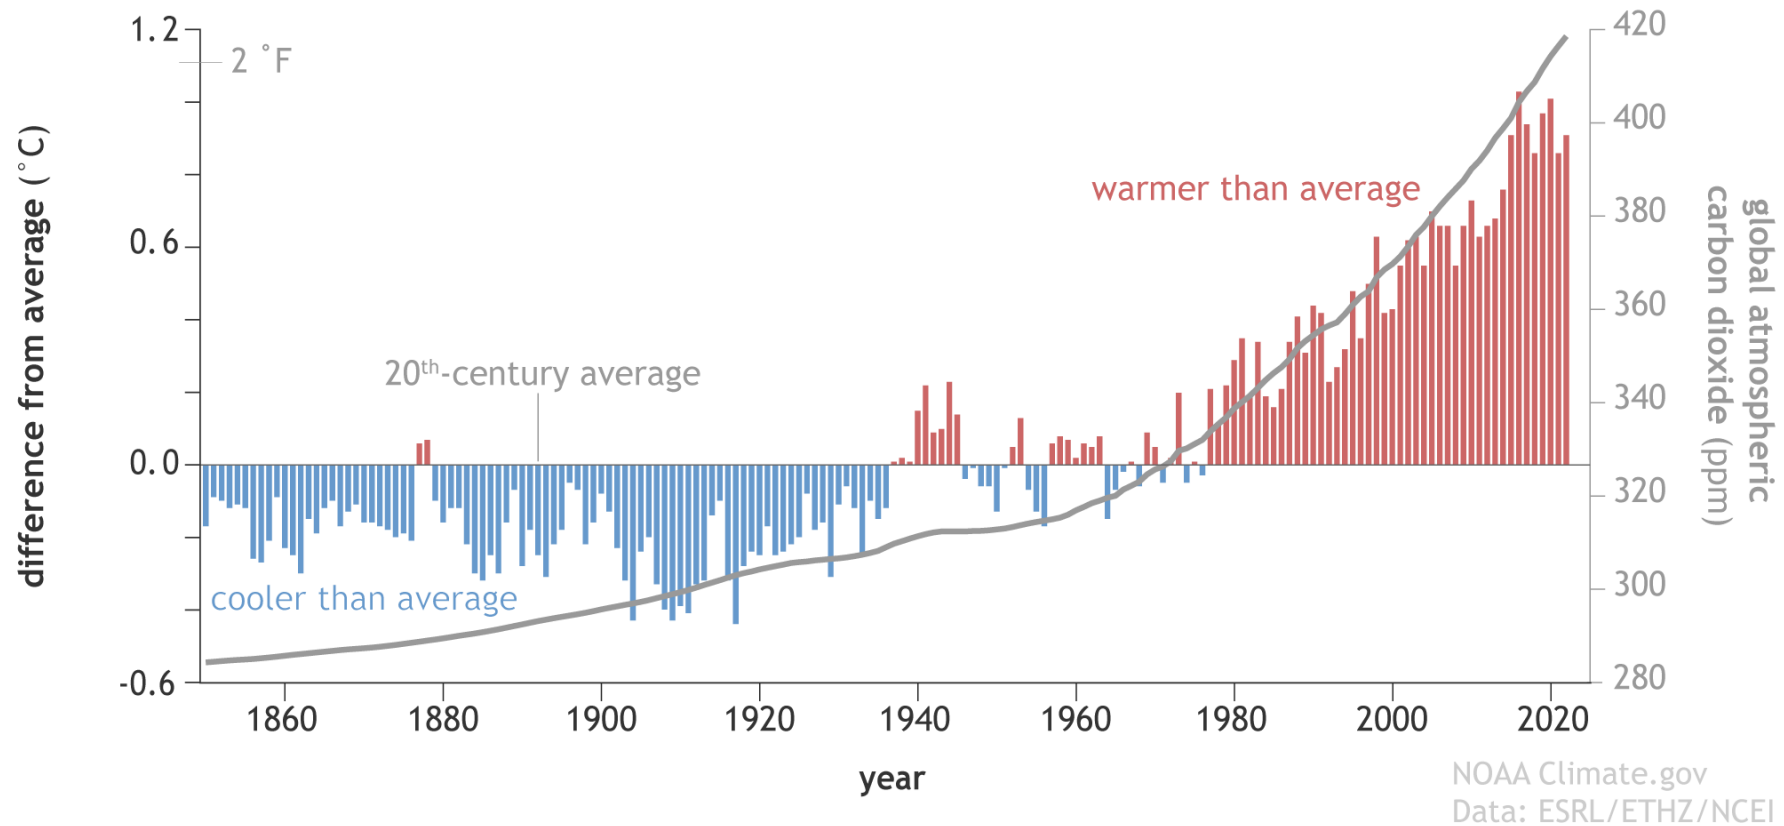 1.2
2 ˚F
0.6
0.0
-0.6
difference from average (˚C)
warmer than average
20th-century average
cooler than average
420
400
380
360
340
320
300
280
global atmospheric
carbon dioxide (ppm)
1860 1880 1900 1920 1940 1960 1980 2000 2020
year
NOAA Climate.gov
Data: ESRL/ETHZ/NCEI